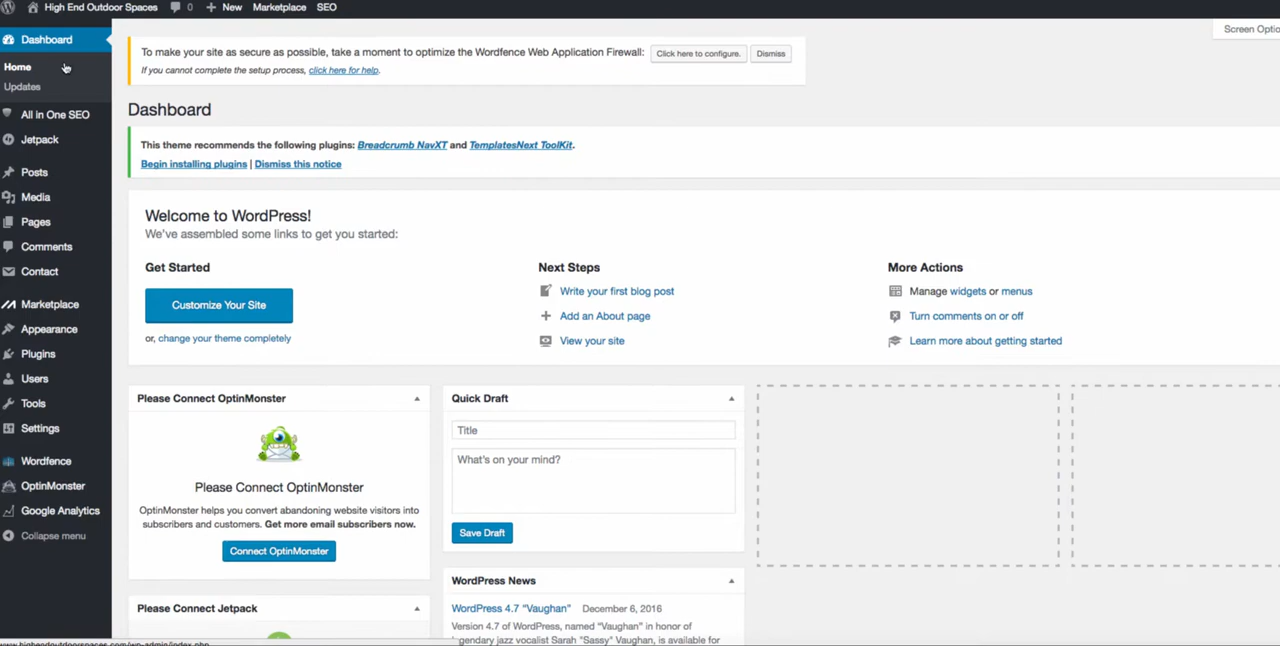 High End Outdoor Spaces 0 New Marketplace SEO
Screen Optio
Dashboard
Home
Updates
All in One SEO
Jetpack
Posts
Media
Pages
Comments
Contact
Marketplace
Appearance
Plugins
Users
Tools
Settings
Wordfence
OptinMonster
Google Analytics
Collapse menu
To make your site as secure as possible, take a moment to optimize the Wordfence Web Application Firewall: Click here to configure. Dismiss
If you cannot complete the setup process, click here for help.
Dashboard
This theme recommends the following plugins: Breadcrumb NavXT and TemplatesNext ToolKit.
Begin installing plugins | Dismiss this notice
Welcome to WordPress!
We've assembled some links to get you started:
Get Started
Customize Your Site
or, change your theme completely
Next Steps
Write your first blog post
Add an About page
View your site
More Actions
Manage widgets or menus
Turn comments on or off
Learn more about getting started
Please Connect OptinMonster
Please Connect OptinMonster
OptinMonster helps you convert abandoning website visitors into
subscribers and customers. Get more email subscribers now.
Connect OptinMonster
Please Connect Jetpack
Quick Draft
Title
What's on your mind?
Save Draft
WordPress News
WordPress 4.7 "Vaughan" December 6, 2016
Version 4.7 of WordPress, named "Vaughan" in honor of
legendary jazz vocalist Sarah "Sassy" Vaughan, is available for
www.highendoutdoorspaces.com/wp-admin/index.php